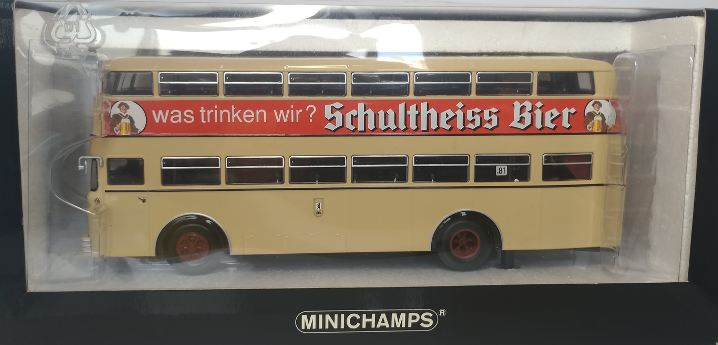 was trinken wir? Schultheiss Bier
81
MINICHAMPS®